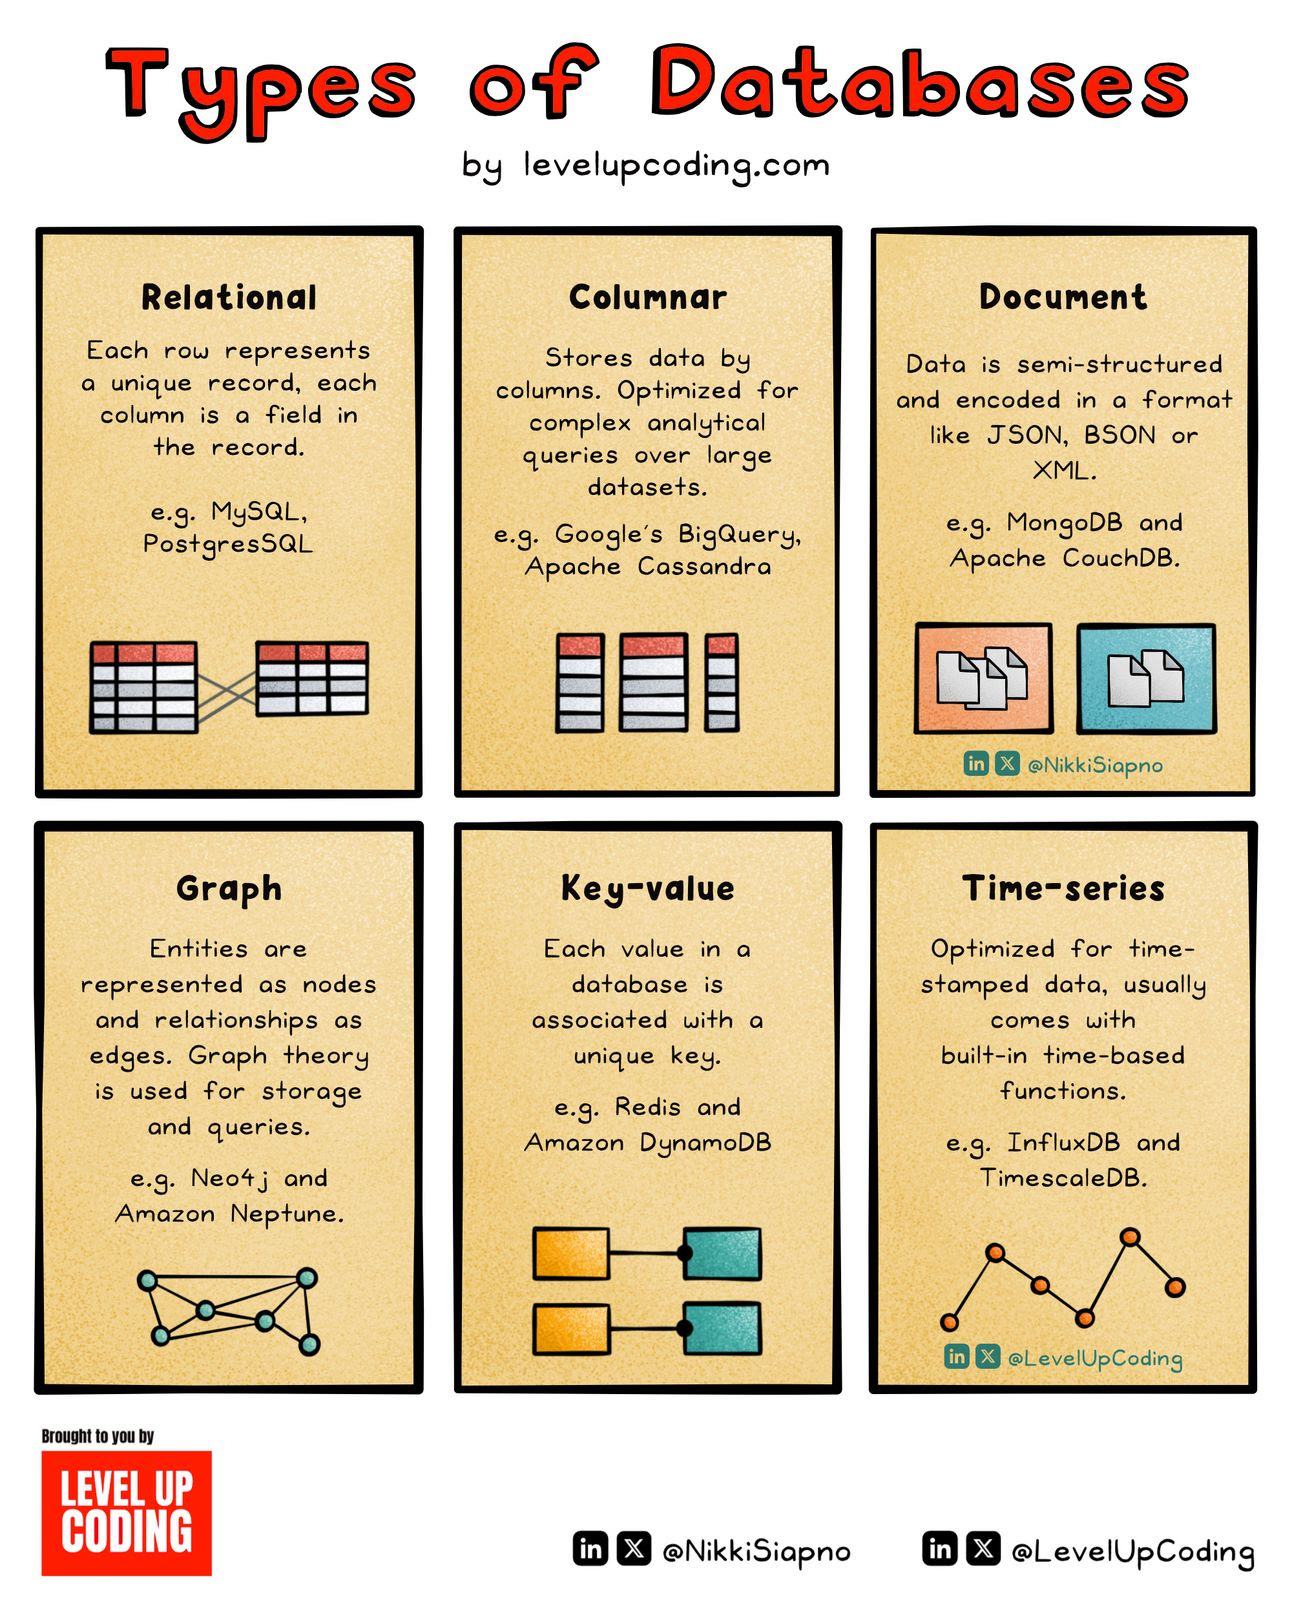 Types of Databases
by levelupcoding.com
Relational
Each row represents
a unique record, each
column is a field in
the record.
e.g. MySQL,
PostgresSQL
Columnar
Stores data by
columns. Optimized for
complex analytical
queries over large
datasets.
e.g. Google's BigQuery,
Apache Cassandra
Document
Data is semi-structured
and encoded in a format
like JSON, BSON or
XML.
e.g. MongoDB and
Apache CouchDB.
in X @NikkiSiapno
Graph
Entities are
represented as nodes
and relationships as
edges. Graph theory
is used for storage
and queries.
e.g. Neo4j and
Amazon Neptune.
Key-value
Each value in a
database is
associated with a
unique key.
e.g. Redis and
Amazon DynamoDB
Time-series
Optimized for time-
stamped data, usually
comes with
built-in time-based
functions.
e.g. InfluxDB and
TimescaleDB.
in X @LevelUpCoding
Brought to you by
LEVEL UP
CODING
in X @NikkiSiapno
in X @LevelUpCoding